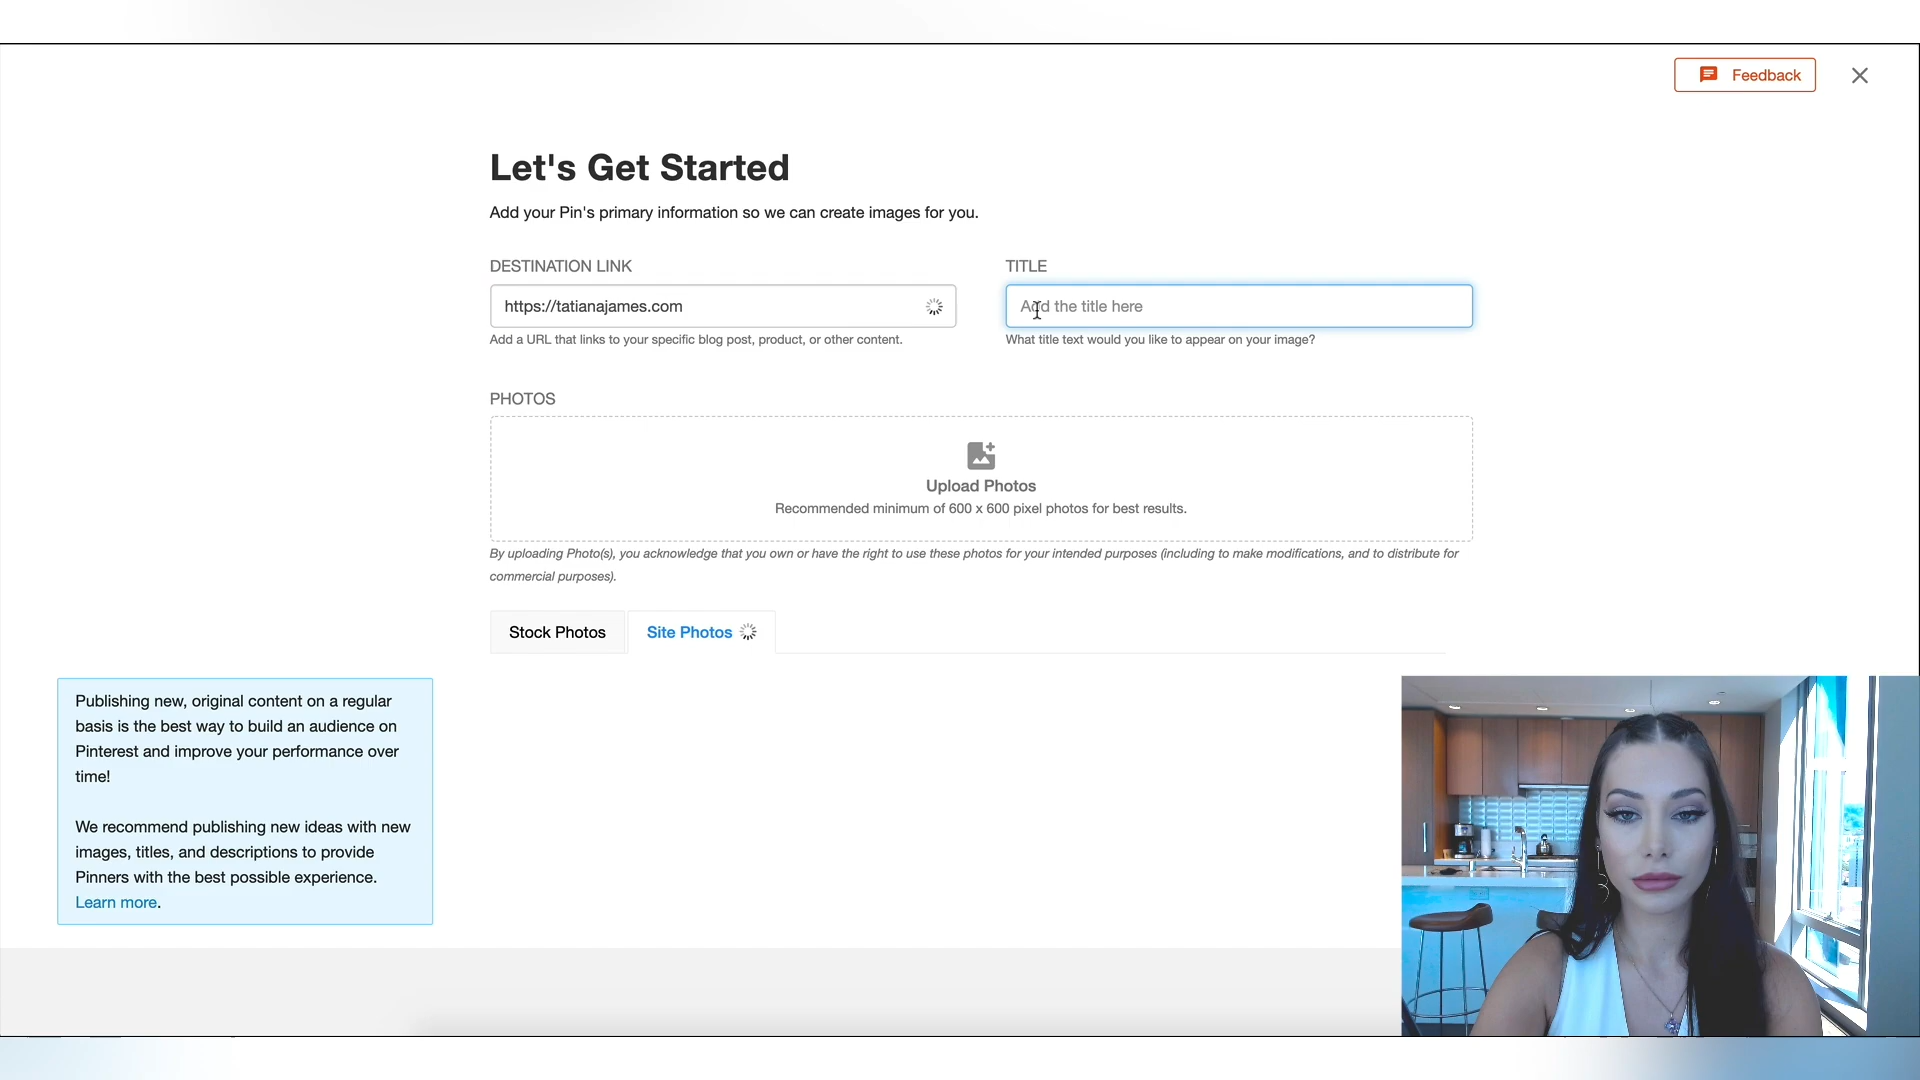 Feedback
Let's Get Started
Add your Pin's primary information so we can create images for you.
DESTINATION LINK
TITLE
https://tatianajames.com
Add the title here
Add a URL that links to your specific blog post, product, or other content.
What title text would you like to appear on your image?
PHOTOS
Upload Photos
Recommended minimum of 600 x 600 pixel photos for best results.
By uploading Photo(s), you acknowledge that you own or have the right to use these photos for your intended purposes (including to make modifications, and to distribute for
commercial purposes).
Stock Photos
Site Photos
Publishing new, original content on a regular
basis is the best way to build an audience on
Pinterest and improve your performance over
time!
We recommend publishing new ideas with new
images, titles, and descriptions to provide
Pinners with the best possible experience.
Learn more.